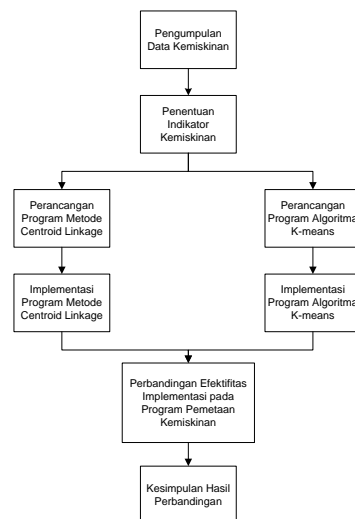 Pengumpulan
Data Kemiskinan
Penentuan
Indikator
Kemiskinan
Perancangan
Program Metode
Centroid Linkage
Perancangan
Program Algoritma
K-means
Implementasi
Program Metode
Centroid Linkage
Implementasi
Program Algoritma
K-means
Perbandingan Efektifitas
Implementasi pada
Program Pemetaan
Kemiskinan
Kesimpulan Hasil
Perbandingan